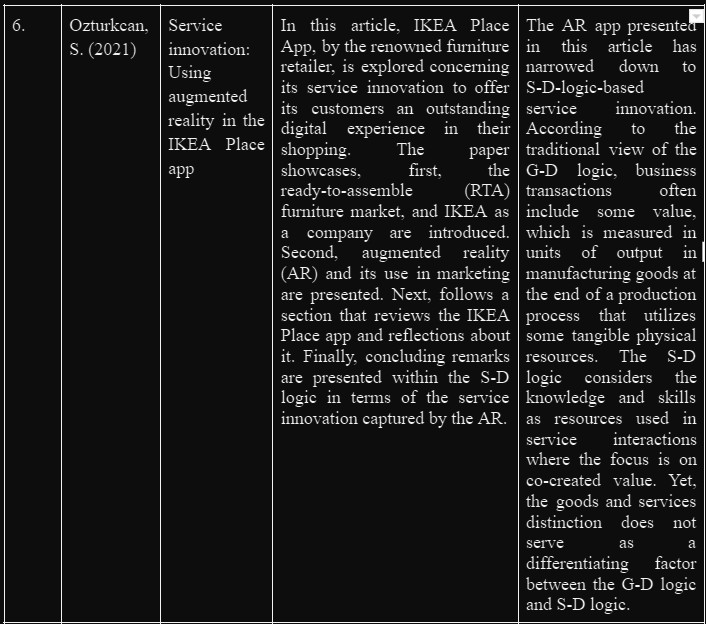 6.
Ozturkcan,
S. (2021)
Service
innovation:
Using
augmented
reality in the
IKEA Place
app
In this article, IKEA Place
App, by the renowned furniture
retailer, is explored concerning
its service innovation to offer
its customers an outstanding
digital experience in their
shopping. The paper
showcases, first, the
ready-to-assemble (RTA)
furniture market, and IKEA as
a company are introduced.
Second, augmented reality
(AR) and its use in marketing
are presented. Next, follows a
section that reviews the IKEA
Place app and reflections about
it. Finally, concluding remarks
are presented within the S-D
logic in terms of the service
innovation captured by the AR.
The AR app presented
in this article has
narrowed down to
S-D-logic-based
service innovation.
According to the
traditional view of the
G-D logic, business
transactions often
include some value,
which is measured in
units of output in
manufacturing goods at
the end of a production
process that utilizes
some tangible physical
resources. The S-D
logic considers the
knowledge and skills
as resources used in
service interactions
where the focus is on
co-created value. Yet,
the goods and services
distinction does not
serve as a
differentiating factor
between the G-D logic
and S-D logic.